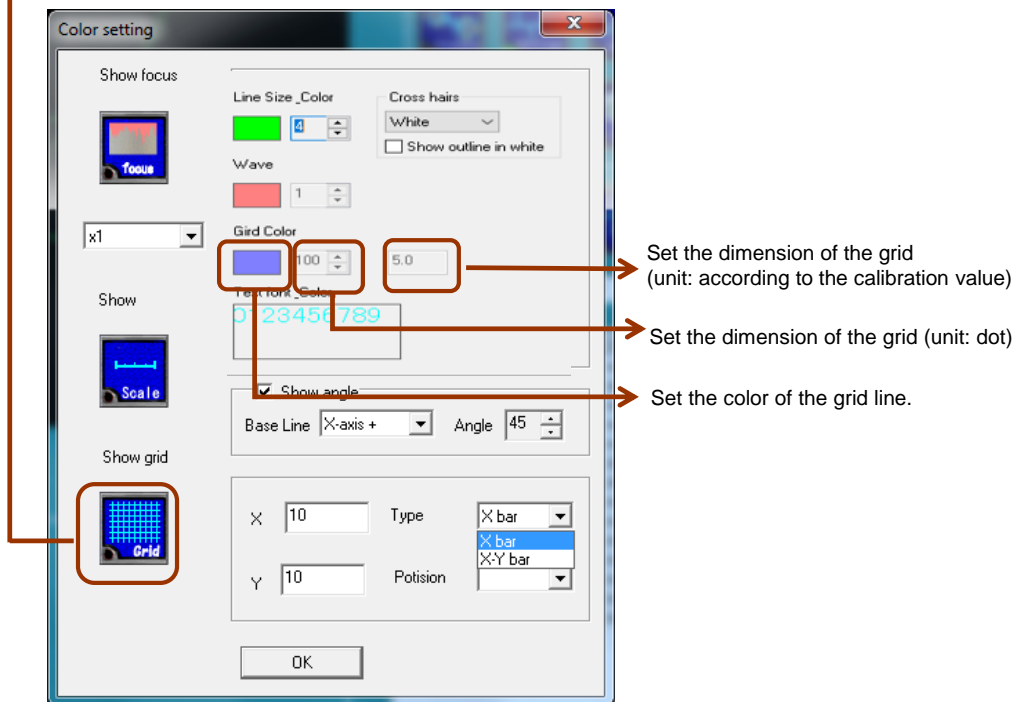 Color setting
Show focus
focus
x1
Show
Scale
Show grid
Grid
Line Size _Color
4
Cross hairs
White
Show outline in white
Wave
1
Gird Color
100
5.0
Text font _Color
0123456789
Show angle
Base Line X-axis + Angle 45
X 10 Type X bar
X bar
X-Y bar
Y 10 Potision
OK
Set the dimension of the grid
(unit: according to the calibration value)
Set the dimension of the grid (unit: dot)
Set the color of the grid line.